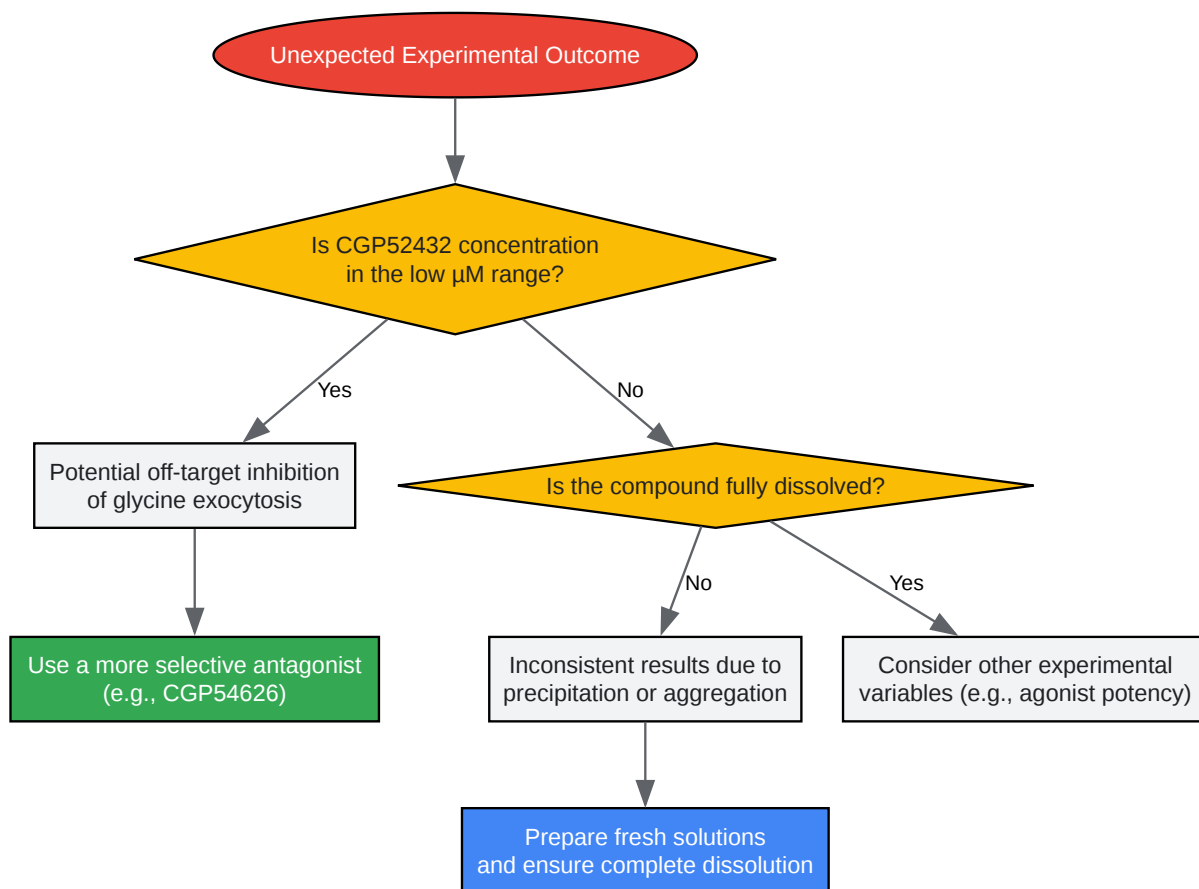 Unexpected Experimental Outcome
Is CGP52432 concentration
in the low µM range?
Yes
No
Potential off-target inhibition
of glycine exocytosis
Is the compound fully dissolved?
No
Yes
Use a more selective antagonist
(e.g., CGP54626)
Inconsistent results due to
precipitation or aggregation
Consider other experimental
variables (e.g., agonist potency)
Prepare fresh solutions
and ensure complete dissolution